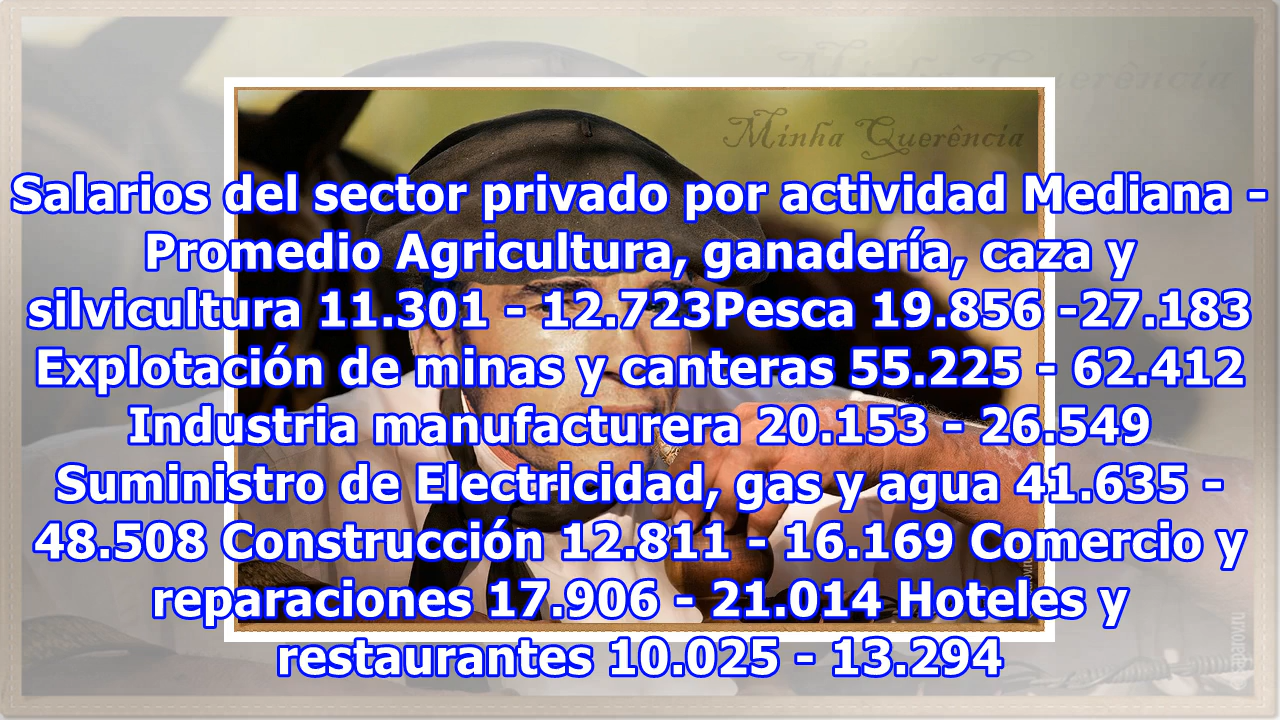 Minha Querência
Salarios del sector privado por actividad Mediana -
Promedio Agricultura, ganadería, caza y
silvicultura 11.301 - 12.723Pesca 19.856 -27.183
Explotación de minas y canteras 55.225 - 62.412
Industria manufacturera 20.153 - 26.549
Suministro de Electricidad, gas y agua 41.635 -
48.508 Construcción 12.811 - 16.169 Comercio y
reparaciones 17.906 - 21.014 Hoteles y
restaurantes 10.025 - 13.294